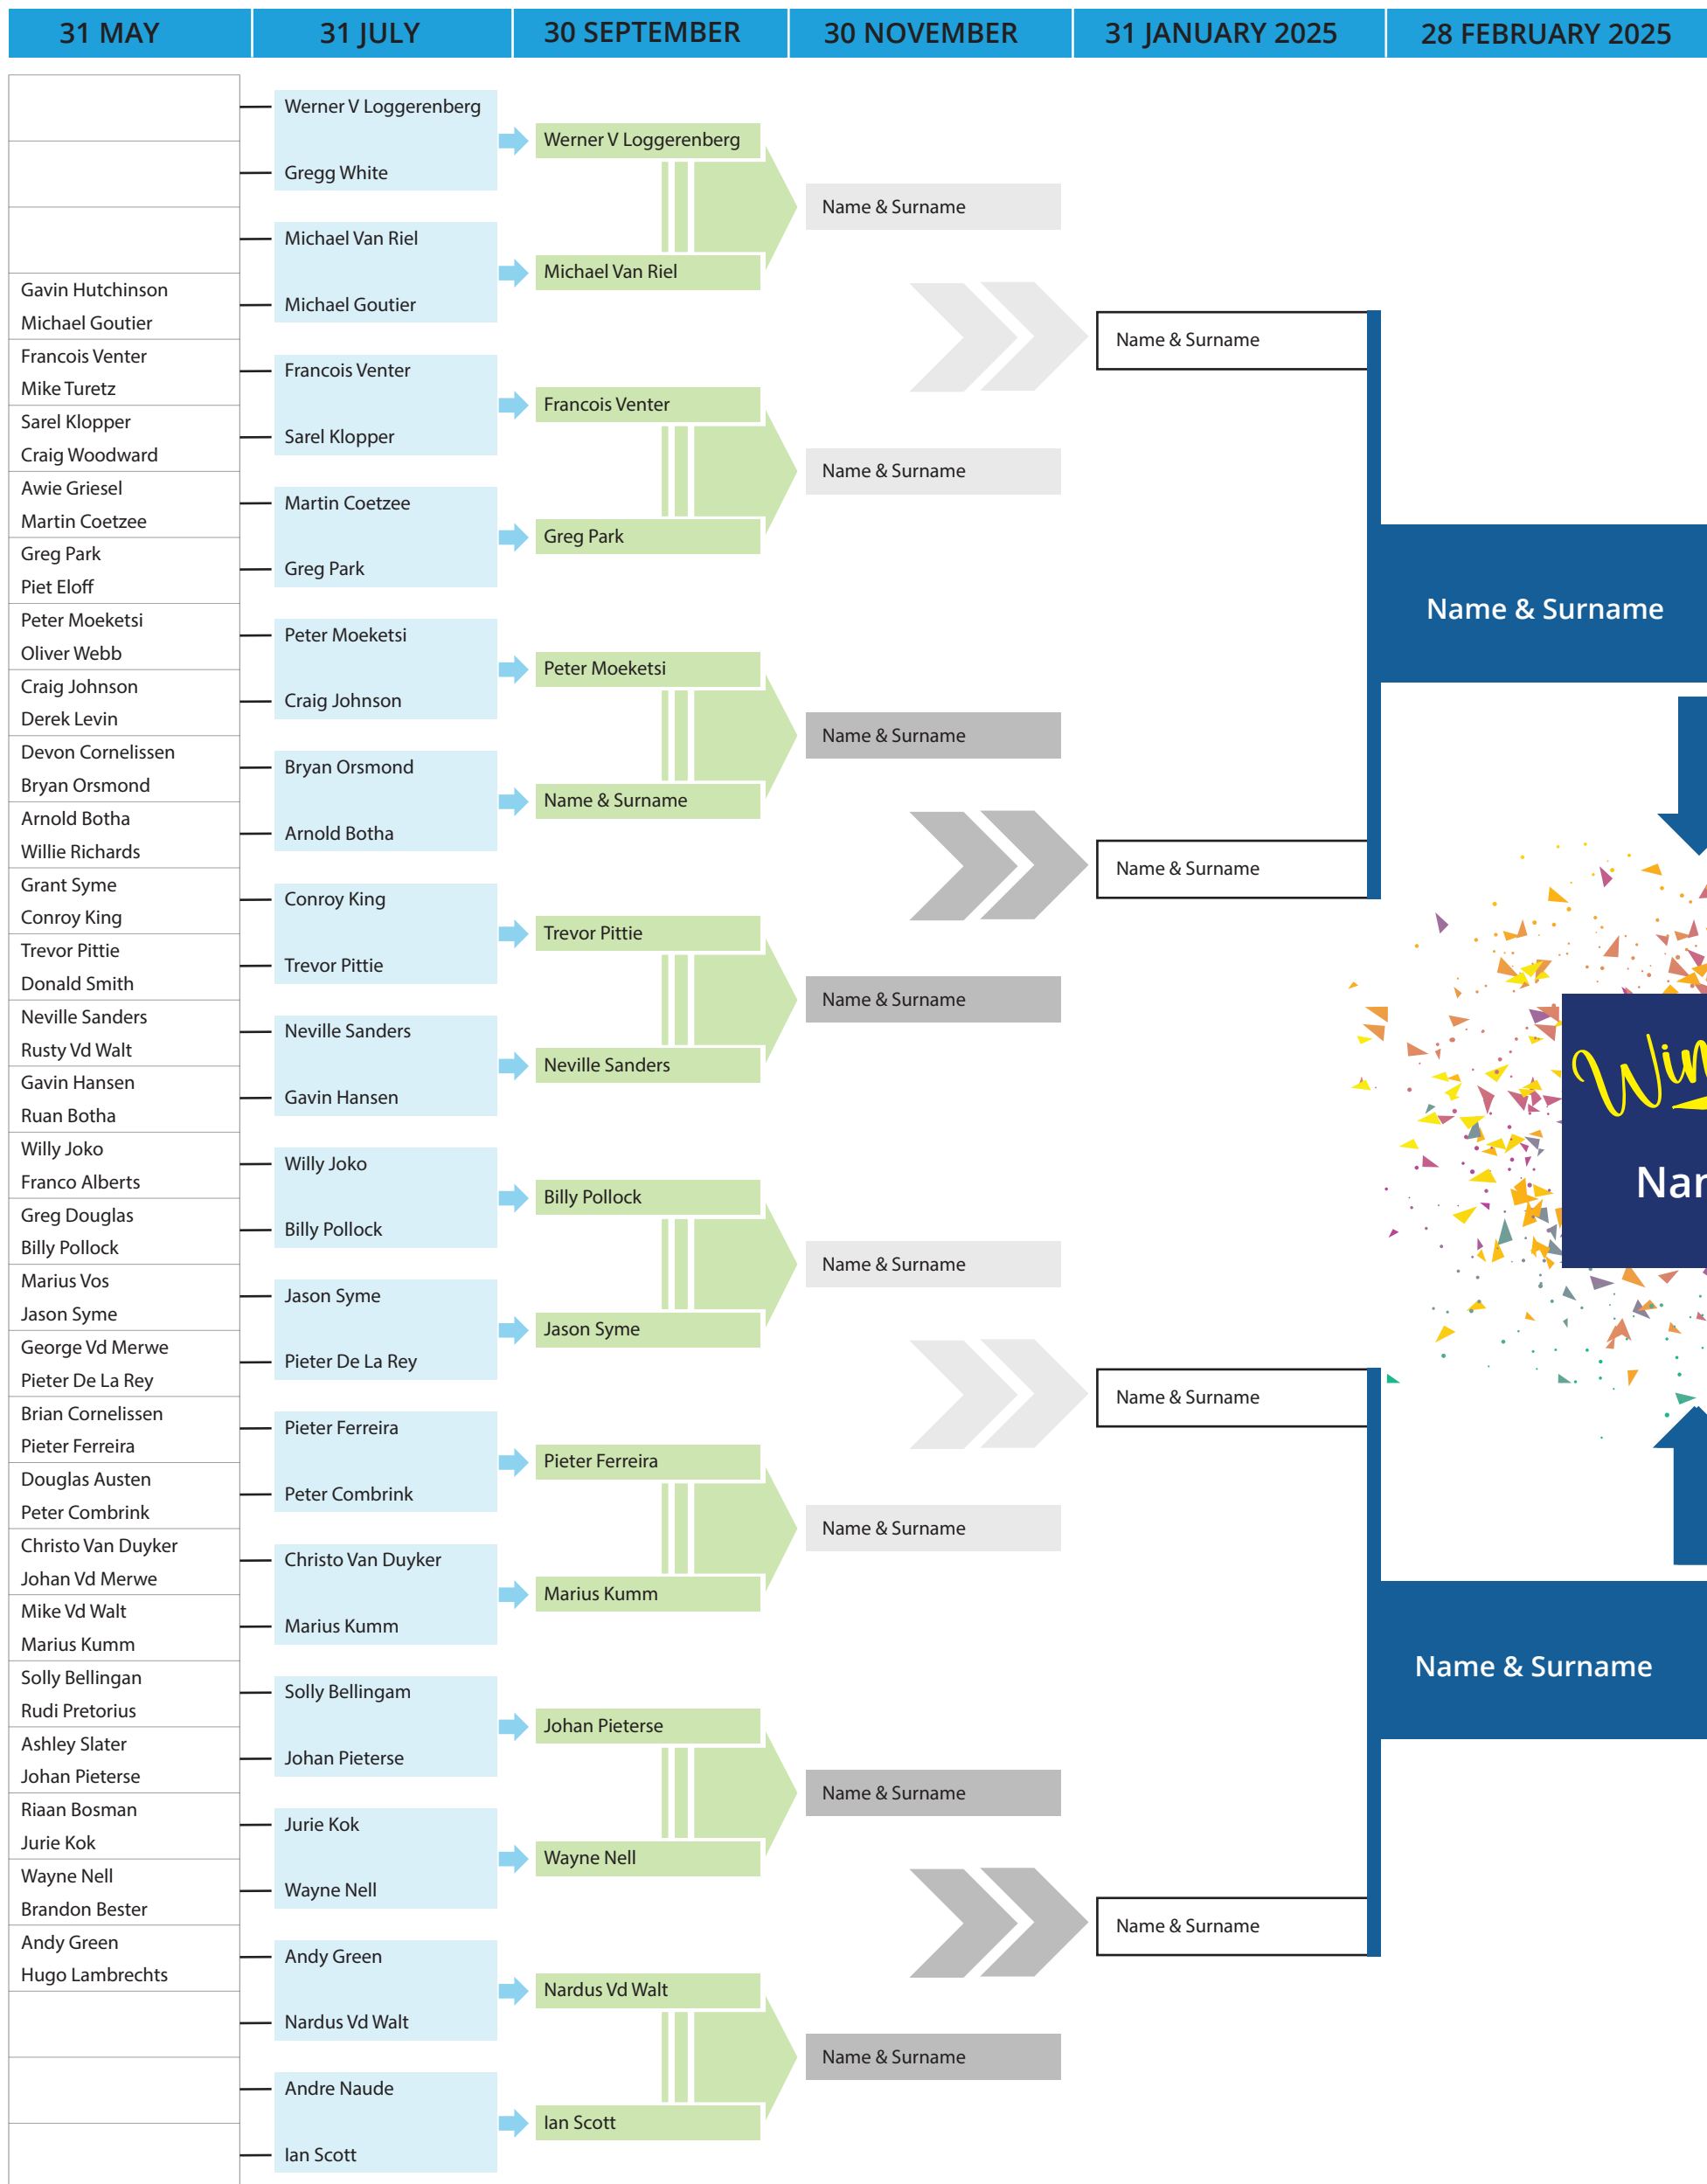 31 MAY
31 JULY
30 SEPTEMBER
30 NOVEMBER
31 JANUARY 2025
28 FEBRUARY 2025
Gavin Hutchinson
Michael Goutier
Francois Venter
Mike Turetz
Sarel Klopper
Craig Woodward
Awie Griesel
Martin Coetzee
Greg Park
Piet Eloff
Peter Moeketsi
Oliver Webb
Craig Johnson
Derek Levin
Devon Cornelissen
Bryan Orsmond
Arnold Botha
Willie Richards
Grant Syme
Conroy King
Trevor Pittie
Donald Smith
Neville Sanders
Rusty Vd Walt
Gavin Hansen
Ruan Botha
Willy Joko
Franco Alberts
Greg Douglas
Billy Pollock
Marius Vos
Jason Syme
George Vd Merwe
Pieter De La Rey
Brian Cornelissen
Pieter Ferreira
Douglas Austen
Peter Combrink
Christo Van Duyker
Johan Vd Merwe
Mike Vd Walt
Marius Kumm
Solly Bellingan
Rudi Pretorius
Ashley Slater
Johan Pieterse
Riaan Bosman
Jurie Kok
Wayne Nell
Brandon Bester
Andy Green
Hugo Lambrechts
Werner V Loggerenberg
Gregg White
Michael Van Riel
Michael Goutier
Francois Venter
Sarel Klopper
Martin Coetzee
Greg Park
Peter Moeketsi
Craig Johnson
Bryan Orsmond
Arnold Botha
Conroy King
Trevor Pittie
Neville Sanders
Gavin Hansen
Willy Joko
Billy Pollock
Jason Syme
Pieter De La Rey
Pieter Ferreira
Peter Combrink
Christo Van Duyker
Marius Kumm
Solly Bellingam
Johan Pieterse
Jurie Kok
Wayne Nell
Andy Green
Nardus Vd Walt
Andre Naude
Ian Scott
Werner V Loggerenberg
Michael Van Riel
Francois Venter
Greg Park
Peter Moeketsi
Name & Surname
Trevor Pittie
Neville Sanders
Billy Pollock
Jason Syme
Pieter Ferreira
Marius Kumm
Johan Pieterse
Wayne Nell
Nardus Vd Walt
Ian Scott
Name & Surname
Name & Surname
Name & Surname
Name & Surname
Name & Surname
Name & Surname
Name & Surname
Name & Surname
Name & Surname
Name & Surname
Name & Surname
Name & Surname
Name & Surname
Name & Surname